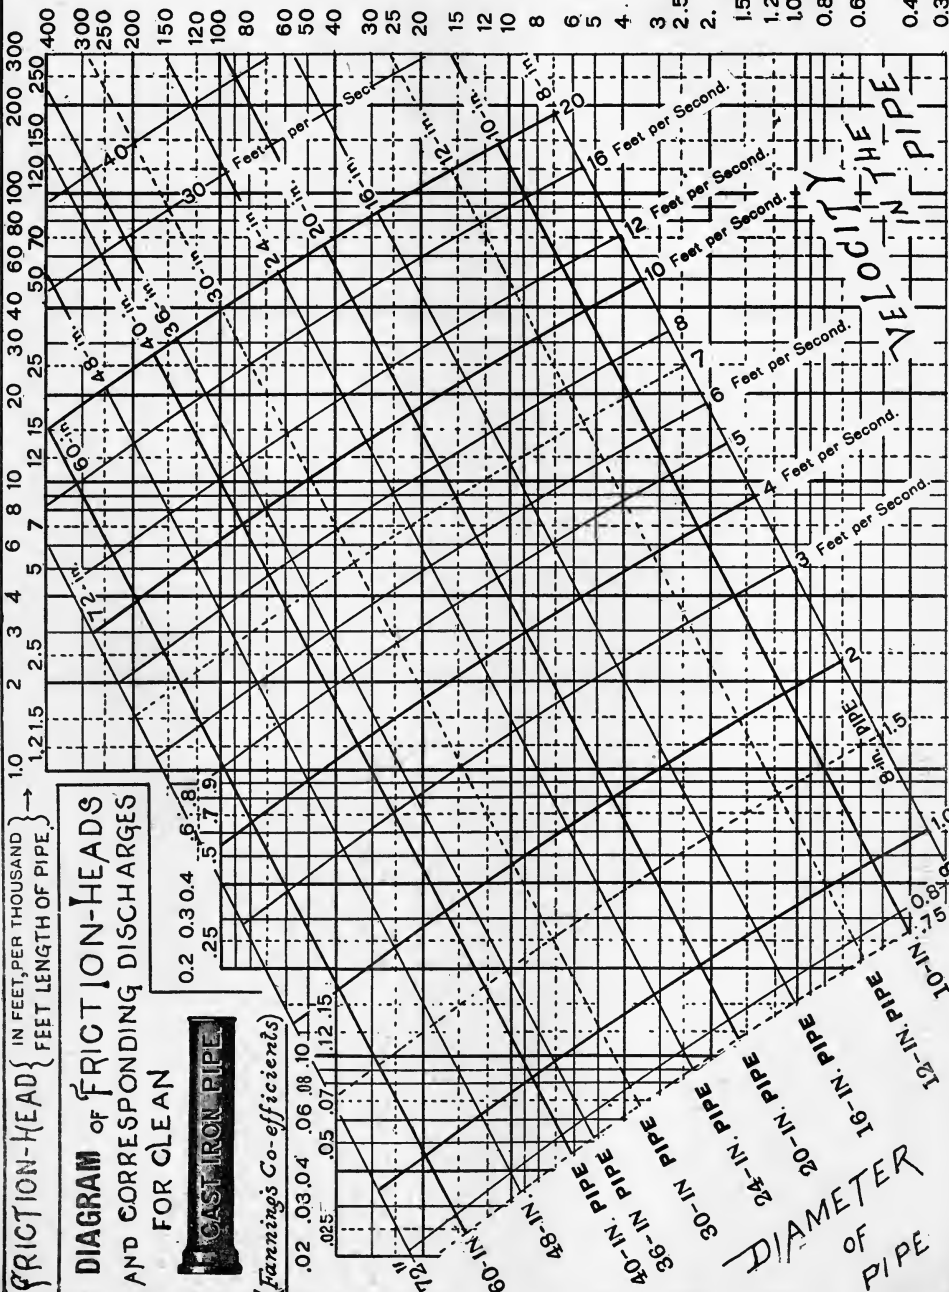 FRICTION-HEAD { IN FEET, PER THOUSAND
FEET LENGTH OF PIPE. } →
DIAGRAM of FRICTION-HEADS
AND CORRESPONDING DISCHARGES
FOR CLEAN
CAST IRON PIPE
Fannings Co-efficients)
.02 .025 .03 .04 .05 .06 .07 .08 .10 .12 .15
0.2 .25 0.3 0.4 .5 .6 .7 .8 .9
1.0 1.2 1.5 2 2.5 3 4 5 6 7 8 10 12 15 20 25 30 40 50 60 70 80 100 120 150 200 250 300
400
300
250
200
150
120
100
80
60
50
40
30
25
20
15
12
10
8
6
5
4.
3
2.5
2.
1.5
1.2
1.0
0.8
0.6
0.4
0.3
72 in.
60 in
48-in.
40-in.
36-in.
30-in.
24-in.
20-in.
16-in.
12-in.
10-in.
8-in
40
30 Feet per Sec.
20
16 Feet per Second.
12 Feet per Second.
10 Feet per Second.
8
7
6 Feet per Second.
5
4 Feet per Second.
3 Feet per Second.
2
1.5
8-in. PIPE
0.8
.75
VELOCITY
IN THE
PIPE
72"
60-IN
48-IN
40-IN. PIPE
36-IN PIPE
30-IN PIPE
24-IN. PIPE
20-IN. PIPE
16-IN. PIPE
12-IN. PIPE
10-IN
DIAMETER
OF
PIPE